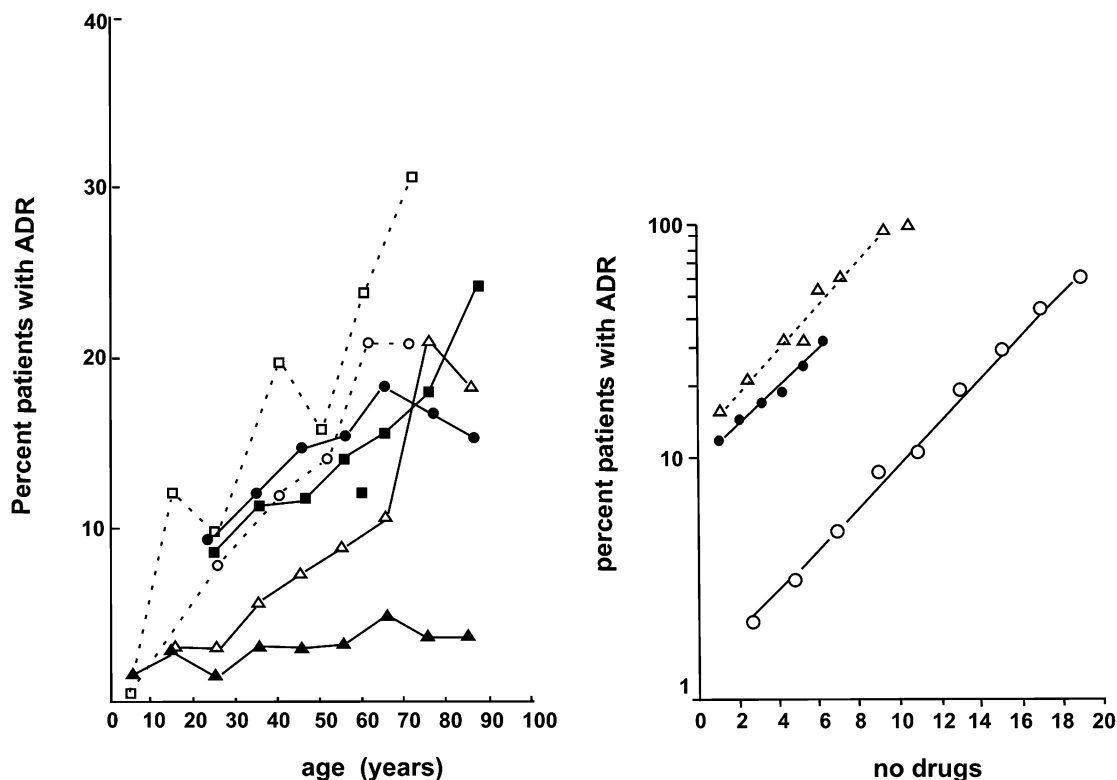 Percent patients with ADR
40
30
20
10
0 10 20 30 40 50 60 70 80 90 100
age (years)
percent patients with ADR
100
10
1
0 2 4 6 8 10 12 14 16 18 20
no drugs